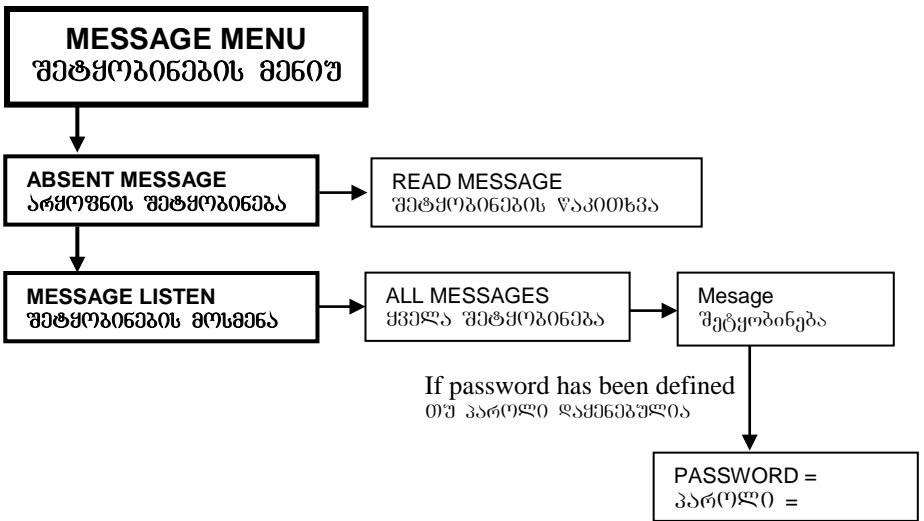 MESSAGE MENU
შეტყობინების მენიუ
ABSENT MESSAGE
არყოფნის შეტყობინება
READ MESSAGE
შეტყობინების წაკითხვა
MESSAGE LISTEN
შეტყობინების მოსმენა
ALL MESSAGES
ყველა შეტყობინება
Mesage
შეტყობინება
If password has been defined
თუ პაროლი დაყენებულია
PASSWORD =
პაროლი =